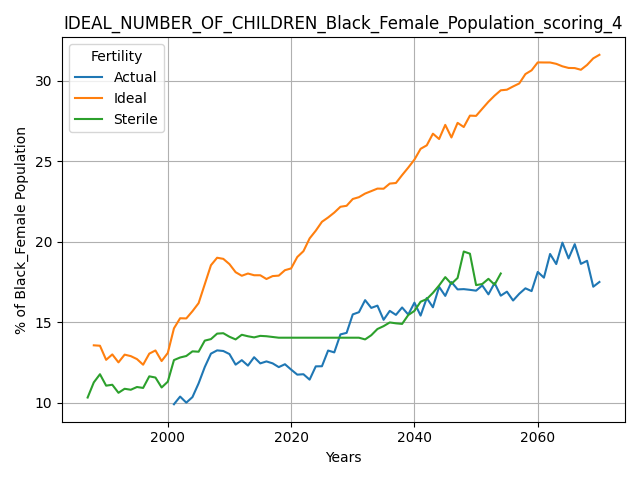 IDEAL_NUMBER_OF_CHILDREN_Black_Female_Population_scoring_4
Fertility
Actual
Ideal
Sterile
% of Black_Female Population
30
25
20
15
10
2000
2020
2040
2060
Years